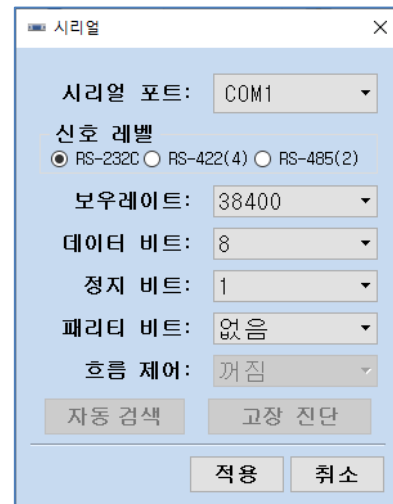 시리얼
시리얼 포트: COM1
신호 레벨
RS-232C RS-422(4) RS-485(2)
보우레이트: 38400
데이터 비트: 8
정지 비트: 1
패리티 비트: 없음
흐름 제어: 꺼짐
자동 검색 고장 진단
적용 취소